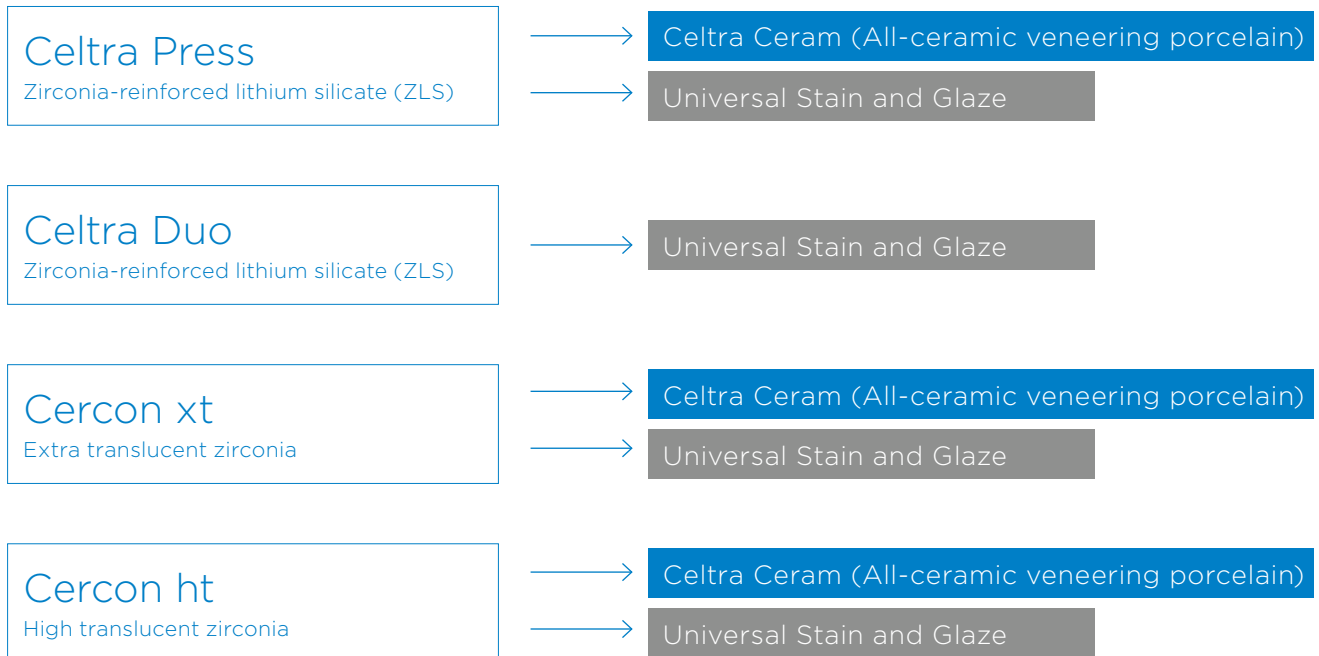 Celtra Press
Zirconia-reinforced lithium silicate (ZLS)
Celtra Ceram (All-ceramic veneering porcelain)
Universal Stain and Glaze
Celtra Duo
Zirconia-reinforced lithium silicate (ZLS)
Universal Stain and Glaze
Cercon xt
Extra translucent zirconia
Celtra Ceram (All-ceramic veneering porcelain)
Universal Stain and Glaze
Cercon ht
High translucent zirconia
Celtra Ceram (All-ceramic veneering porcelain)
Universal Stain and Glaze